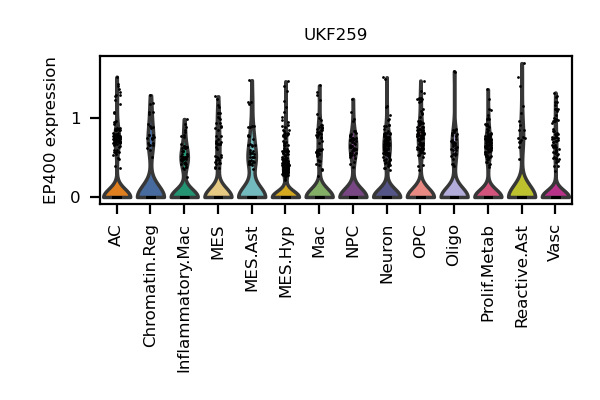 UKF259
EP400 expression
1
0
AC
Chromatin.Reg
Inflammatory.Mac
MES
MES.Ast
MES.Hyp
Mac
NPC
Neuron
OPC
Oligo
Prolif.Metab
Reactive.Ast
Vasc